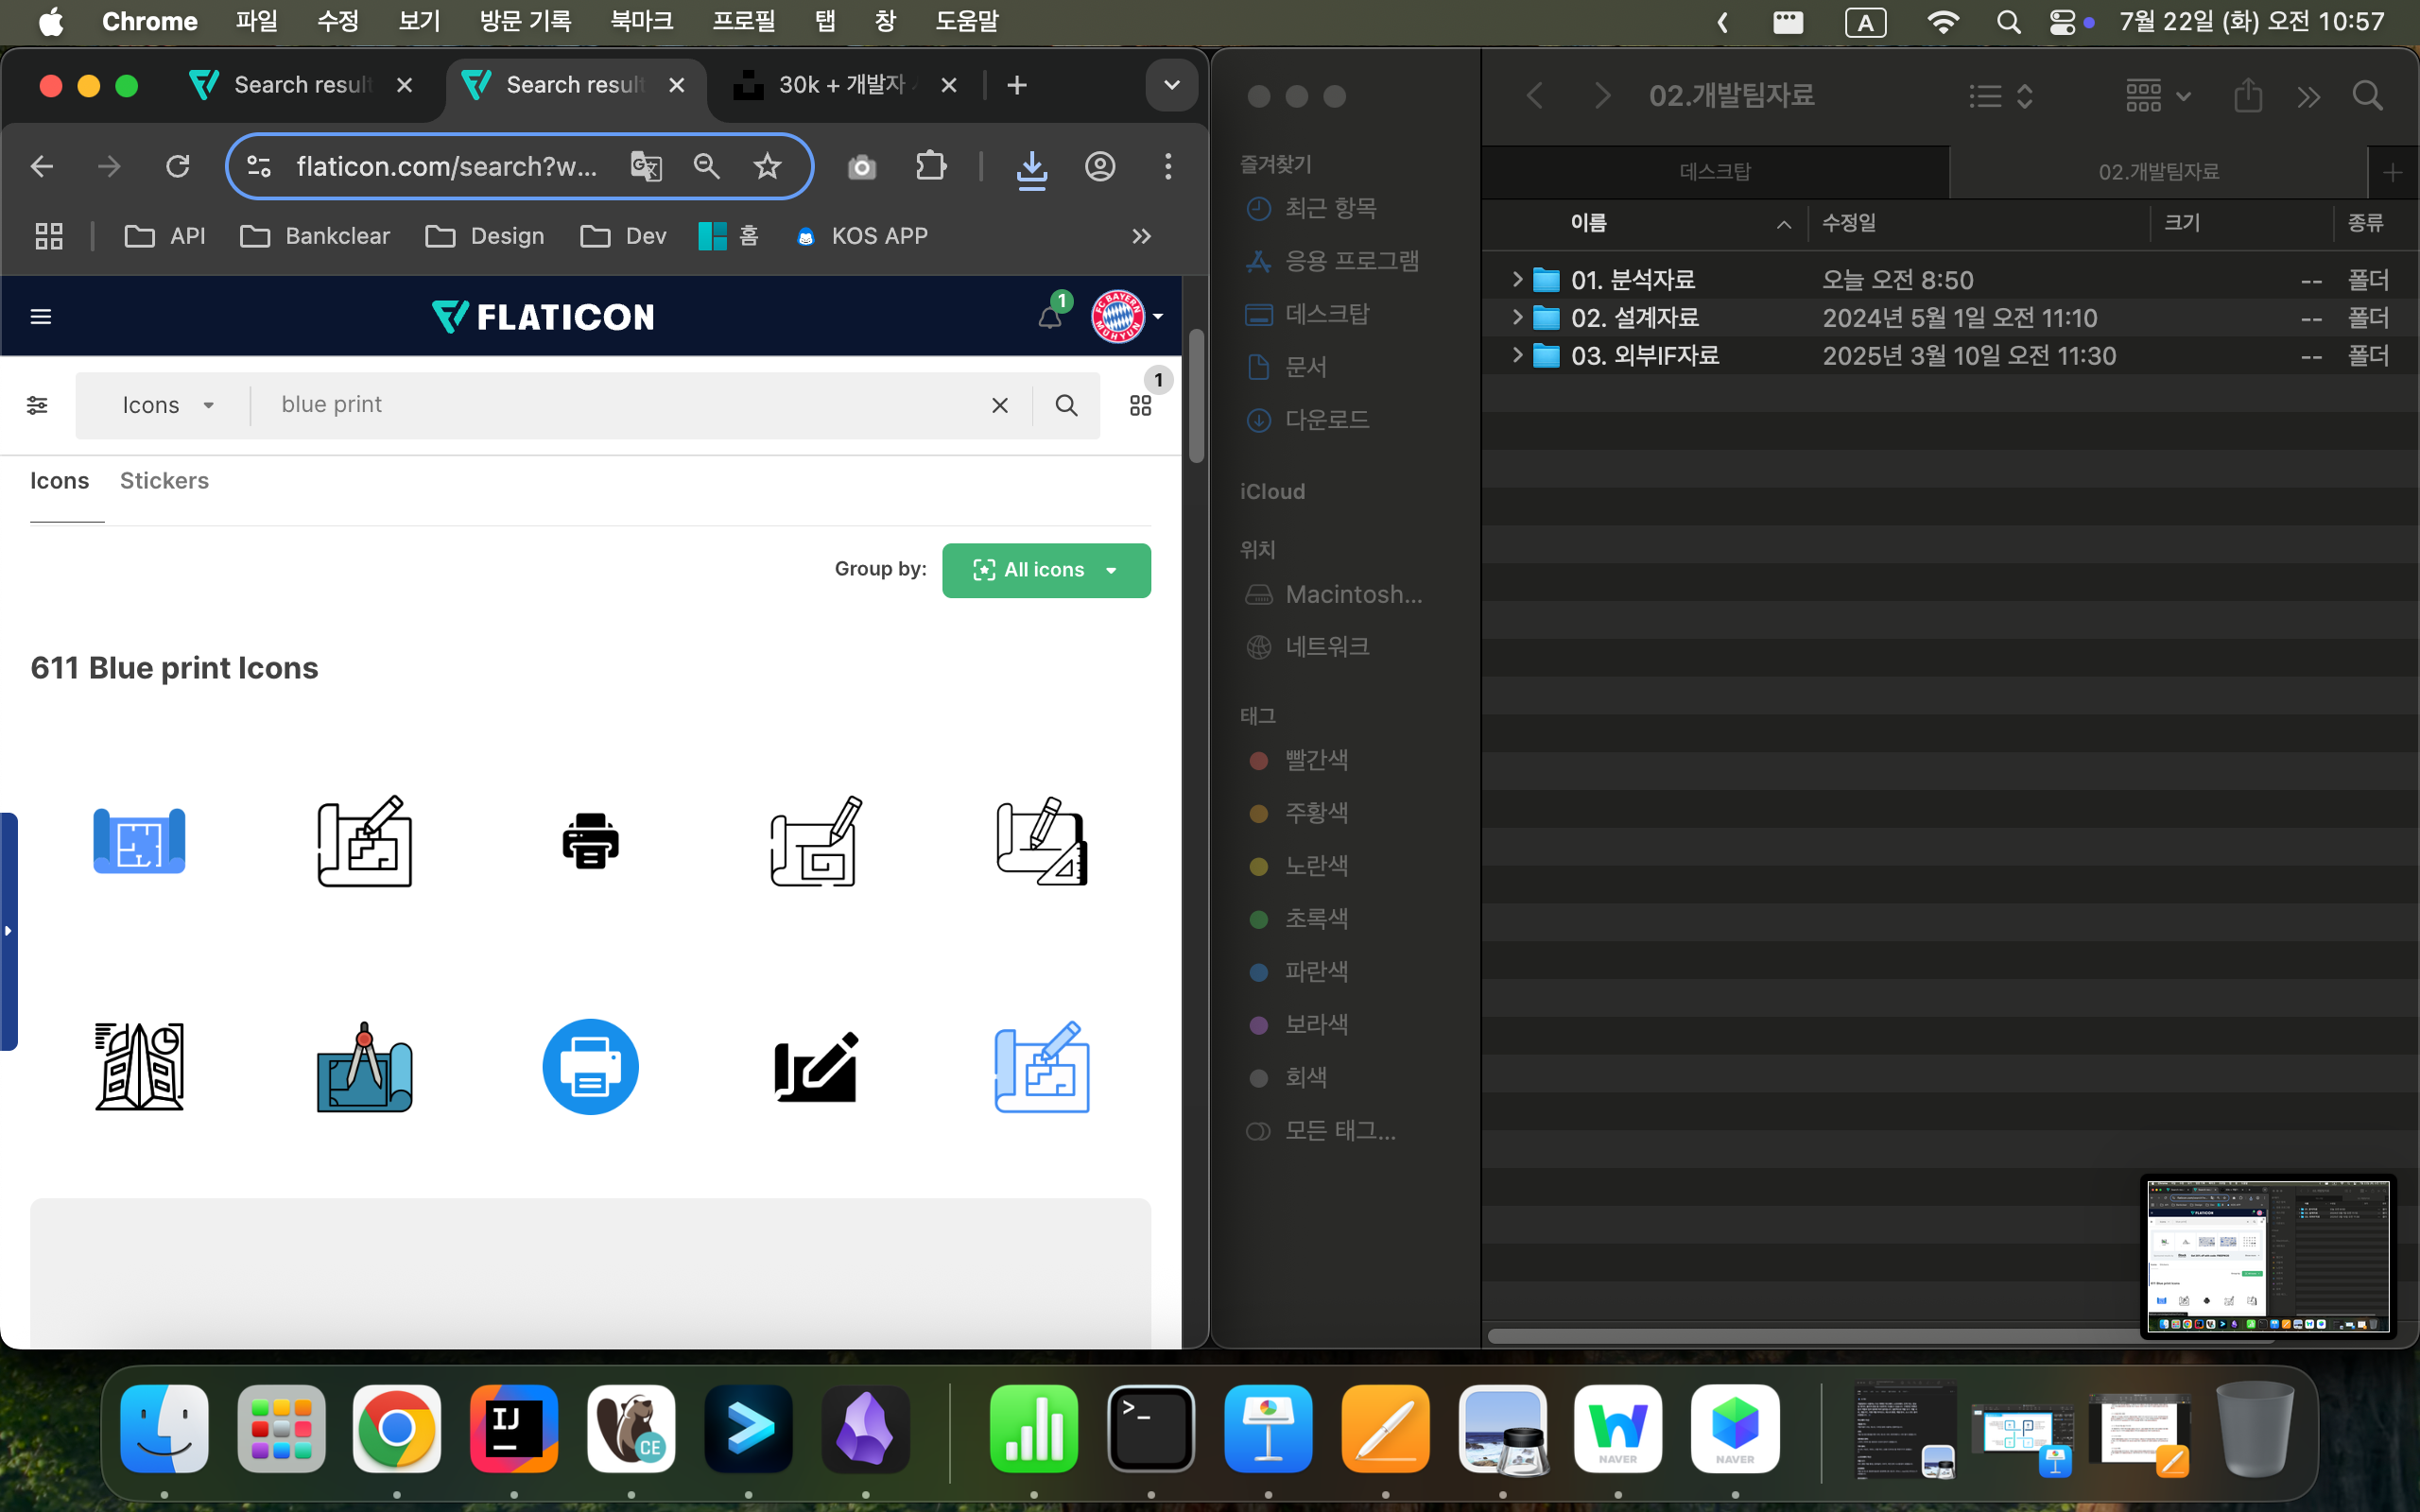 Chrome 파일 수정 보기 방문 기록 북마크 프로필 탭 창 도움말
A 7월 22일 (화) 오전 10:57
Search result Search result 30k + 개발자
flaticon.com/search?w...
API Bankclear Design Dev 홈 KOS APP
FLATICON
1
Icons blue print
1
Icons Stickers
Group by: All icons
611 Blue print Icons
02.개발팀자료
데스크탑 02.개발팀자료
즐겨찾기
최근 항목
응용 프로그램
데스크탑
문서
다운로드
iCloud
위치
Macintosh...
네트워크
태그
빨간색
주황색
노란색
초록색
파란색
보라색
회색
모든 태그...
이름 수정일 크기 종류
01. 분석자료 오늘 오전 8:50 -- 폴더
02. 설계자료 2024년 5월 1일 오전 11:10 -- 폴더
03. 외부IF자료 2025년 3월 10일 오전 11:30 -- 폴더
IJ
CE
NAVER
NAVER